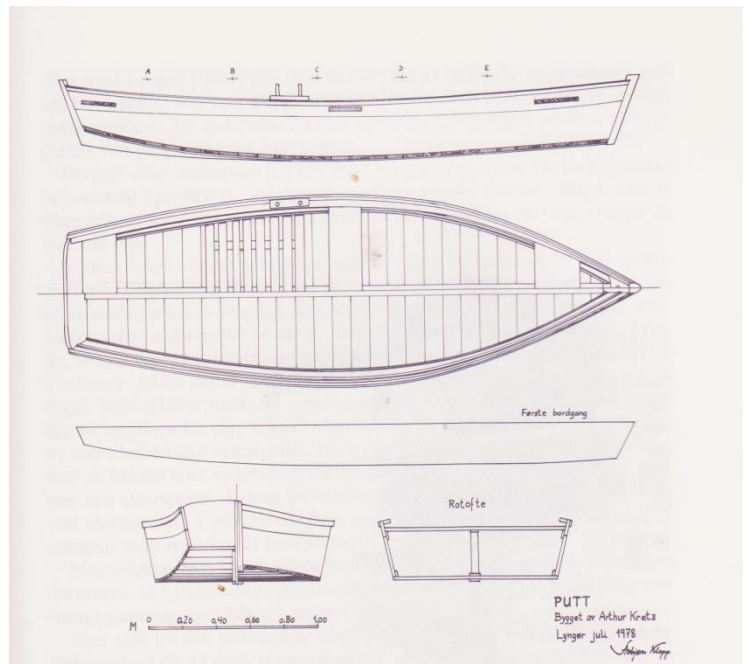 A B C D E
Første bordgang
Rotofte
M 0 0,20 0,40 0,60 0,80 1,00
PUTT
Bygget av Arthur Kretz
Lyngør juli 1978